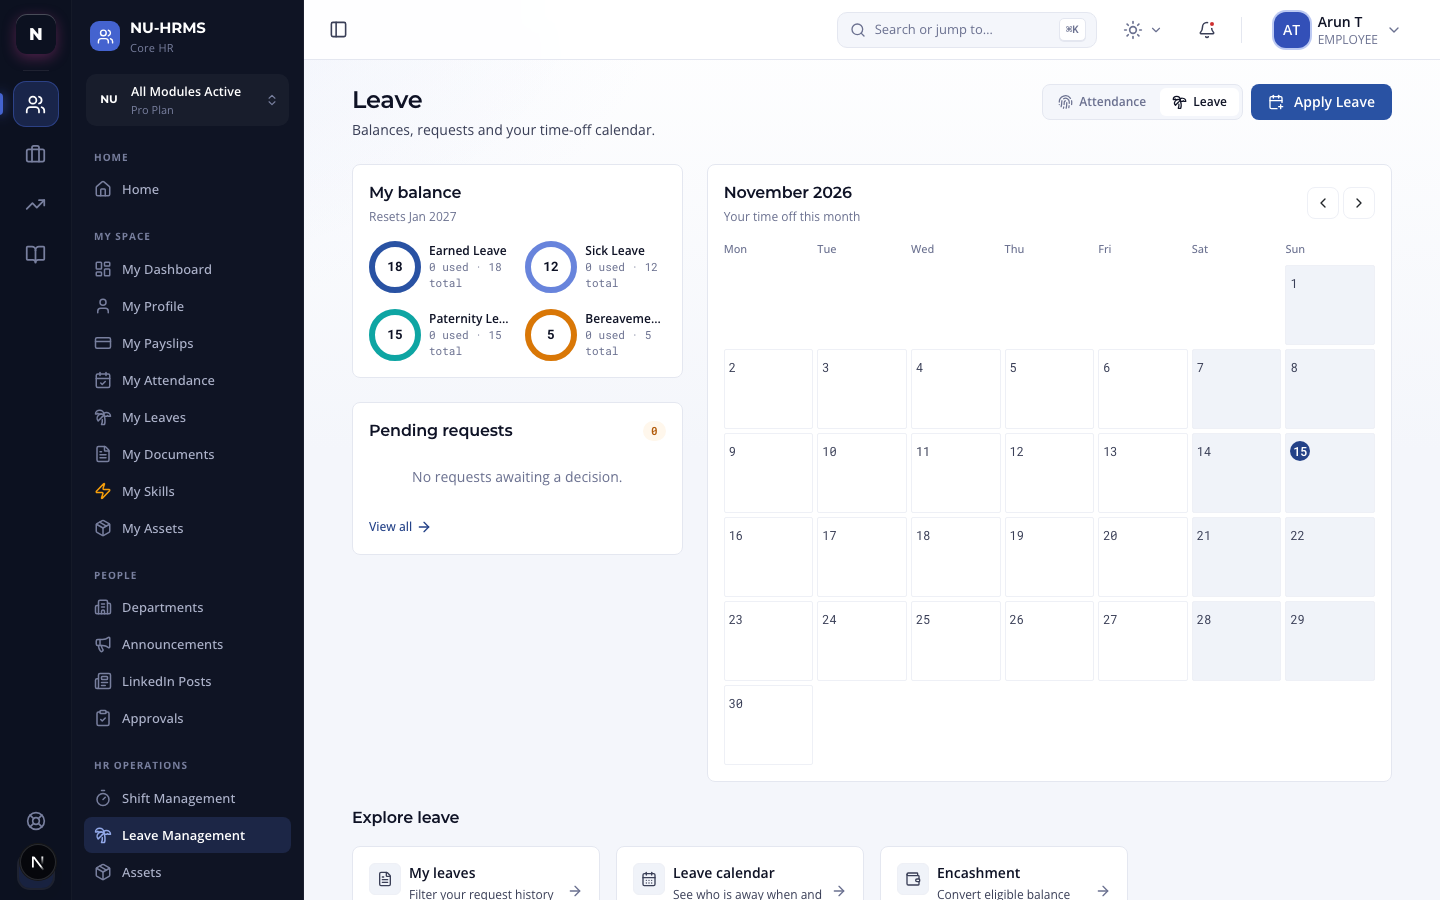 N
NU-HRMS
Core HR
NU
All Modules Active
Pro Plan
HOME
Home
MY SPACE
My Dashboard
My Profile
My Payslips
My Attendance
My Leaves
My Documents
My Skills
My Assets
PEOPLE
Departments
Announcements
LinkedIn Posts
Approvals
HR OPERATIONS
Shift Management
Leave Management
Assets
N
Search or jump to...
⌘K
AT
Arun T
EMPLOYEE
Leave
Balances, requests and your time-off calendar.
Attendance
Leave
Apply Leave
My balance
Resets Jan 2027
18
Earned Leave
0 used · 18
total
12
Sick Leave
0 used · 12
total
15
Paternity Le...
0 used · 15
total
5
Bereaveme...
0 used · 5
total
Pending requests
0
No requests awaiting a decision.
View all
November 2026
Your time off this month
Mon Tue Wed Thu Fri Sat Sun
1
2 3 4 5 6 7 8
9 10 11 12 13 14 15
16 17 18 19 20 21 22
23 24 25 26 27 28 29
30
Explore leave
My leaves
Filter your request history
Leave calendar
See who is away when and
Encashment
Convert eligible balance